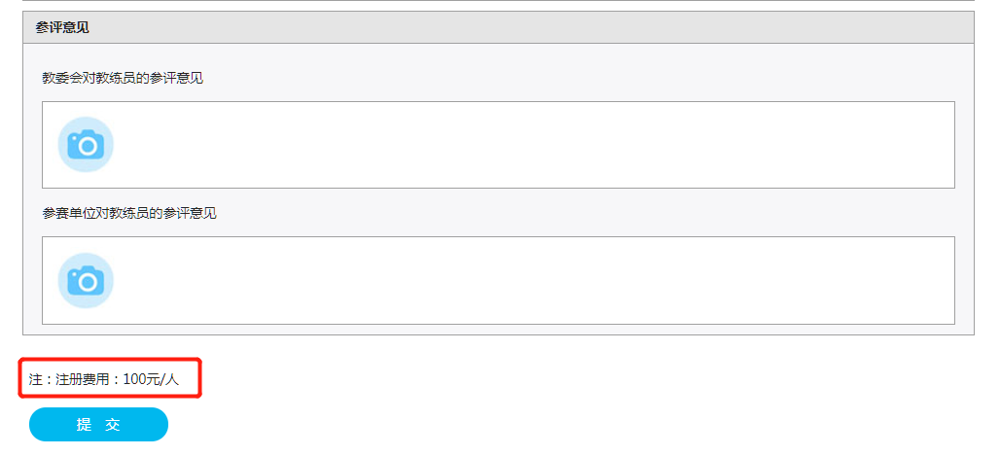 参评意见
教委会对教练员的参评意见
参赛单位对教练员的参评意见
注：注册费用：100元/人
提 交